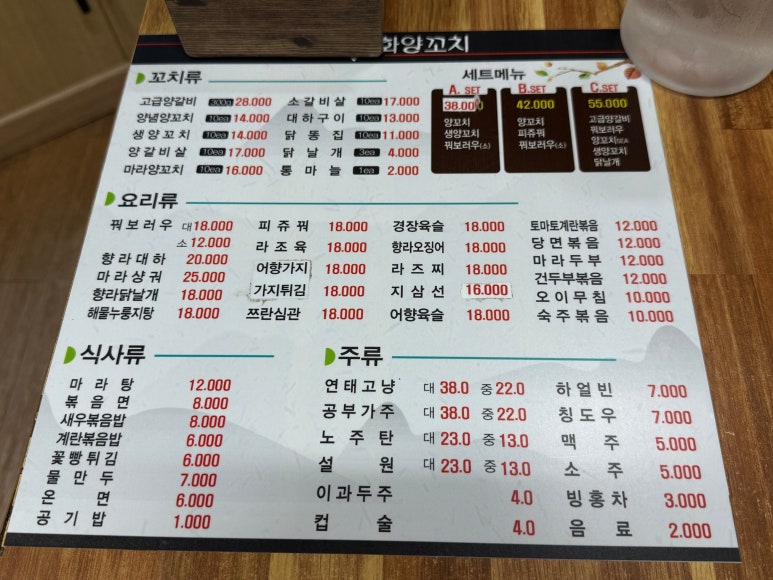 화양꼬치
꼬치류
고급양갈비 300g 28.000
양념양꼬치 10ea 14.000
생양꼬치 10ea 14.000
양갈비살 10ea 17.000
마라양꼬치 10ea 16.000
소갈비살 10ea 17.000
대하구이 10ea 13.000
닭똥집 10ea 11.000
닭날개 3ea 4.000
통마늘 1ea 2.000
세트메뉴
A. SET
38.000
양꼬치
생양꼬치
꿔보러우(소)
B. SET
42.000
양꼬치
피쥬꿔
꿔보러우(소)
C. SET
55.000
고급양갈비
꿔보러우
양꼬치
생양꼬치
닭날개
요리류
꿔보러우 대 18.000
소 12.000
향라대하 20.000
마라샹궈 25.000
향라닭날개 18.000
해물누룽지탕 18.000
피쥬꿔 18.000
라조육 18.000
어향가지 18.000
가지튀김 18.000
쯔란심관 18.000
경장육슬 18.000
향라오징어 18.000
라즈찌 18.000
지삼선 16.000
어향육슬 18.000
토마토계란볶음 12.000
당면볶음 12.000
마라두부 12.000
건두부볶음 12.000
오이무침 10.000
숙주볶음 10.000
식사류
마라탕 12.000
볶음면 8.000
새우볶음밥 8.000
계란볶음밥 6.000
꽃빵튀김 6.000
물만두 7.000
온면 6.000
공기밥 1.000
주류
연태고냥 대 38.0 중 22.0
공부가주 대 38.0 중 22.0
노주탄 대 23.0 중 13.0
설원 대 23.0 중 13.0
이과두주 4.0
컵술 4.0
하얼빈 7.000
칭도우 7.000
맥주 5.000
소주 5.000
빙홍차 3.000
음료 2.000